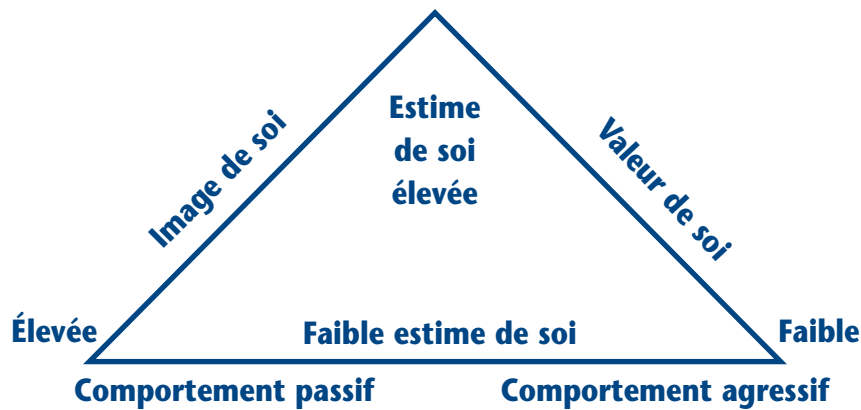 Estime
de soi
élevée
Image de soi
Valeur de soi
Élevée
Faible estime de soi
Faible
Comportement passif
Comportement agressif